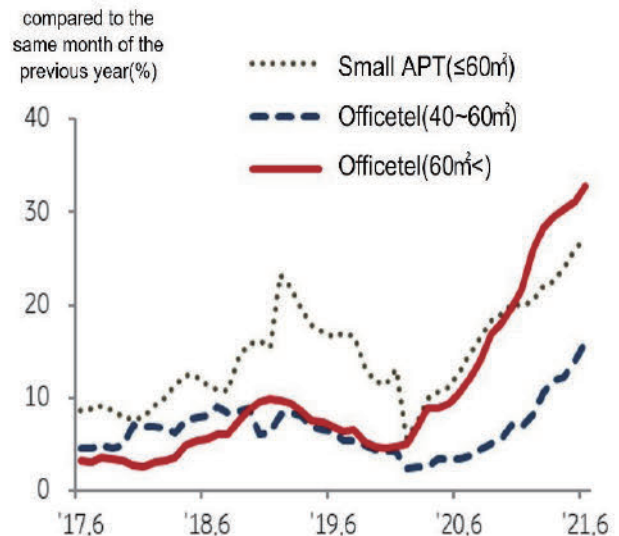 compared to the
same month of the
previous year(%)
Small APT(≤60㎡)
Officetel(40~60㎡)
Officetel(60㎡<)
40
30
20
10
0
'17.6 '18.6 '19.6 '20.6 '21.6